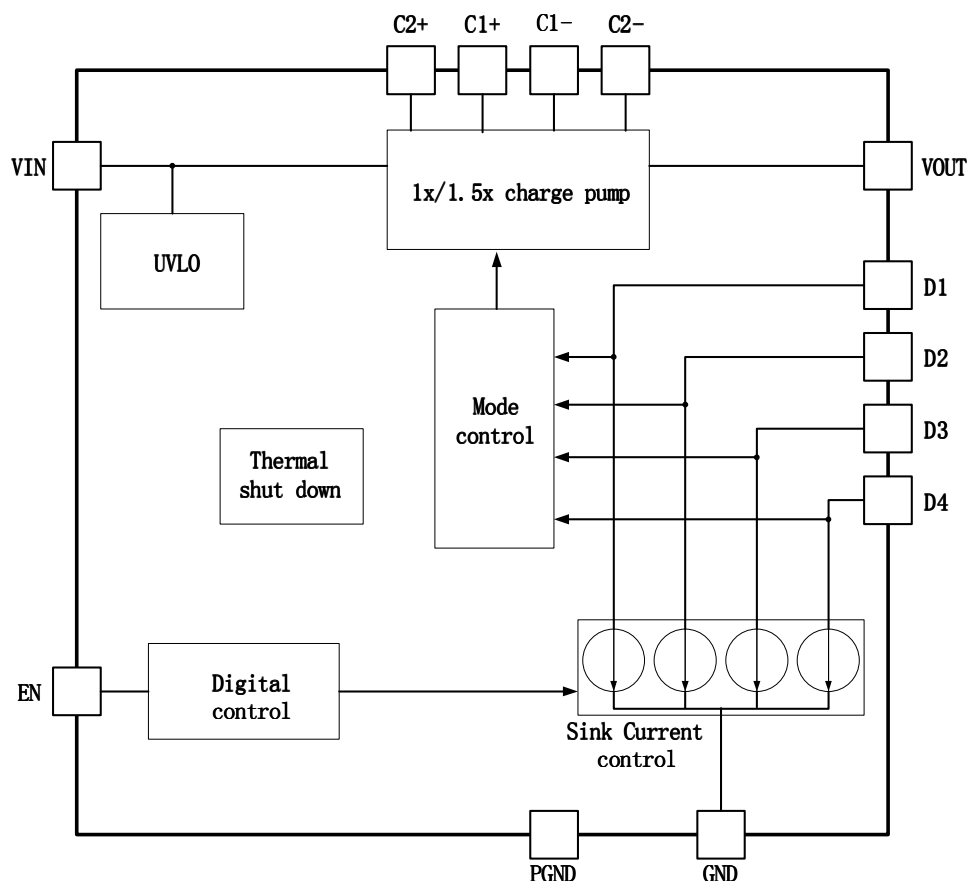 C2+ C1+ C1- C2-
VIN
1x/1.5x charge pump
VOUT
UVLO
D1
D2
Mode
control
D3
Thermal
shut down
D4
EN
Digital
control
Sink Current
control
PGND
GND